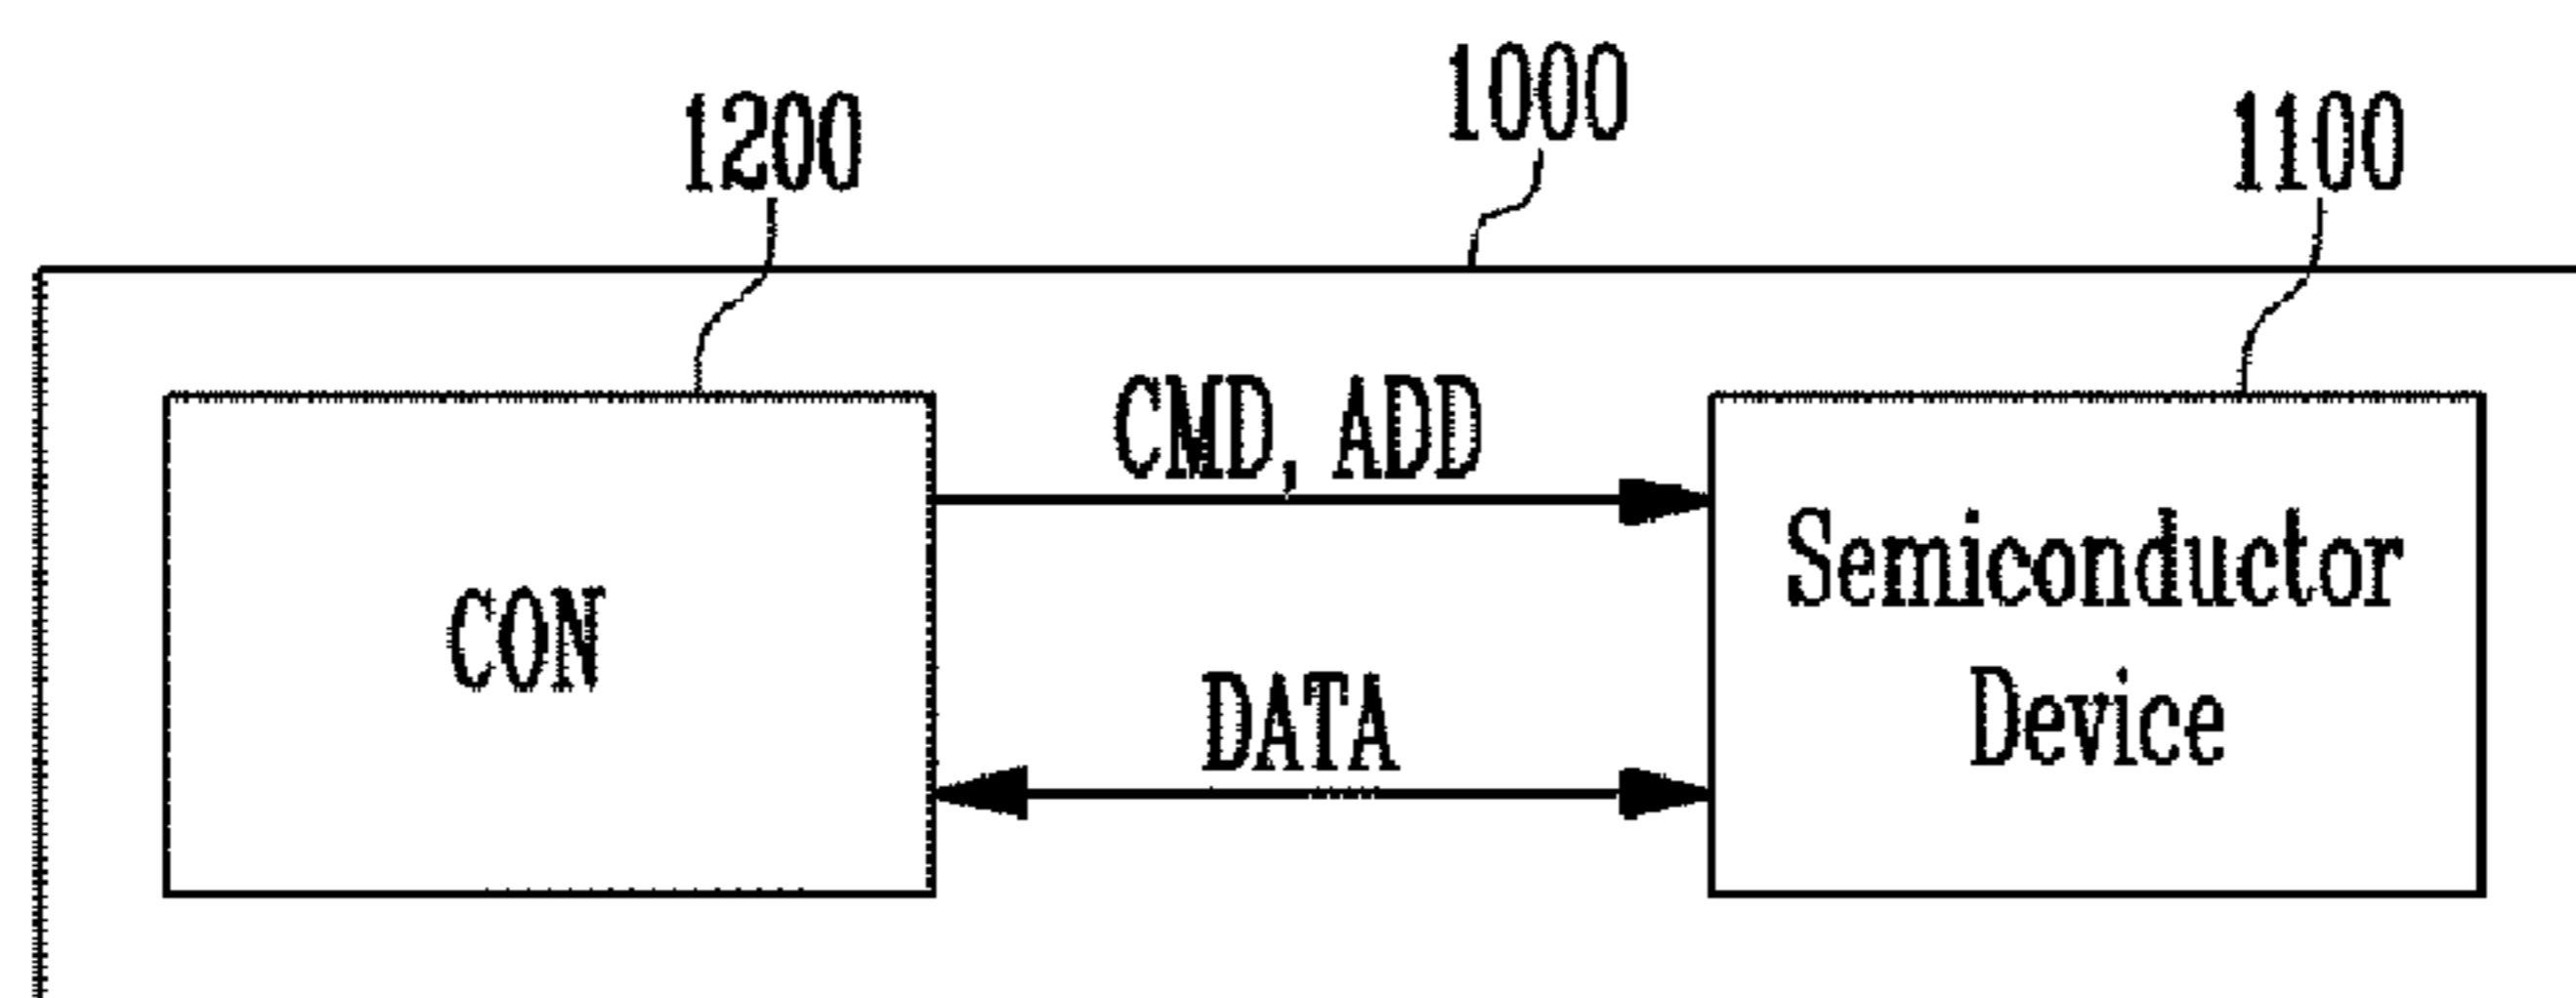 1000
1200
1100
CMD, ADD
CON
Semiconductor
Device
DATA